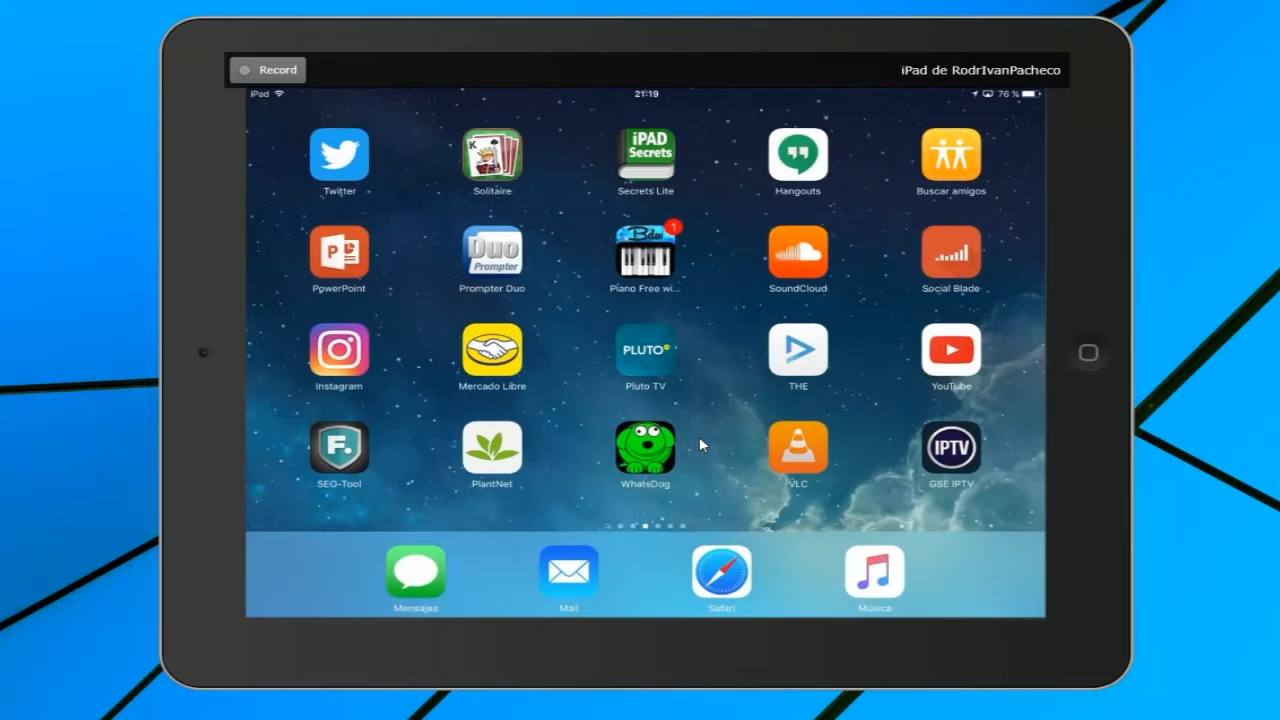 Record
iPad de RodrIvanPacheco
iPad
21:19
76 %
iPAD
Secrets
K
Twitter
Solitaire
Secrets Lite
Hangouts
Buscar amigos
P
Duo
Prompter
Bdw
1
PowerPoint
Prompter Duo
Piano Free wi...
SoundCloud
Social Blade
PLUTO
Instagram
Mercado Libre
Pluto TV
THE
YouTube
F.
IPTV
SEO-Tool
PlantNet
WhatsDog
VLC
GSE IPTV
Mensajes
Mail
Safari
Música